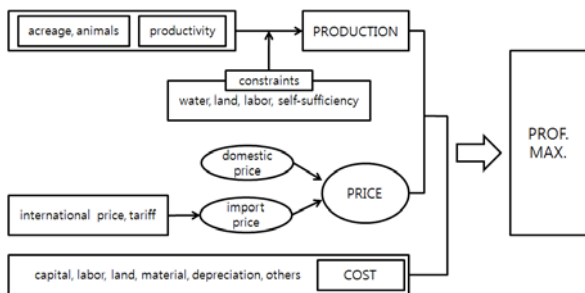 acreage, animals
productivity
PRODUCTION
constraints
water, land, labor, self-sufficiency
domestic
price
PRICE
international price, tariff
import
price
capital, labor, land, material, depreciation, others
COST
PROF.
MAX.